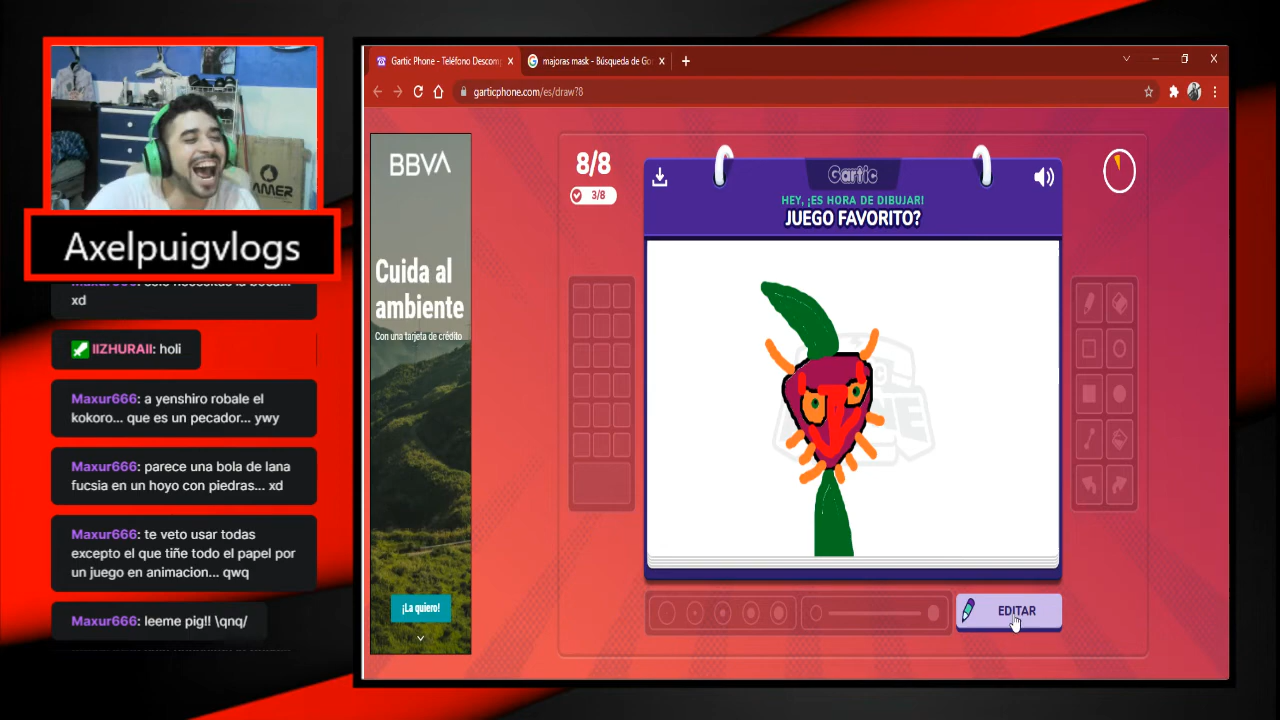 Axelpuigvlogs
xd
IIZHURAII: holi
Maxur666: a yenshiro robale el
kokoro... que es un pecador... ywy
Maxur666: parece una bola de lana
fucsia en un hoyo con piedras... xd
Maxur666: te veto usar todas
excepto el que tiñe todo el papel por
un juego en animacion... qwq
Maxur666: leeme pig!! \qnq/
AMER
Gartic Phone - Teléfono Descom
majoras mask - Búsqueda de Go
garticphone.com/es/draw?8
BBVA
Cuida al
ambiente
Con una tarjeta de crédito
¡La quiero!
8/8
3/8
Gartic
HEY, ¡ES HORA DE DIBUJAR!
JUEGO FAVORITO?
EDITAR